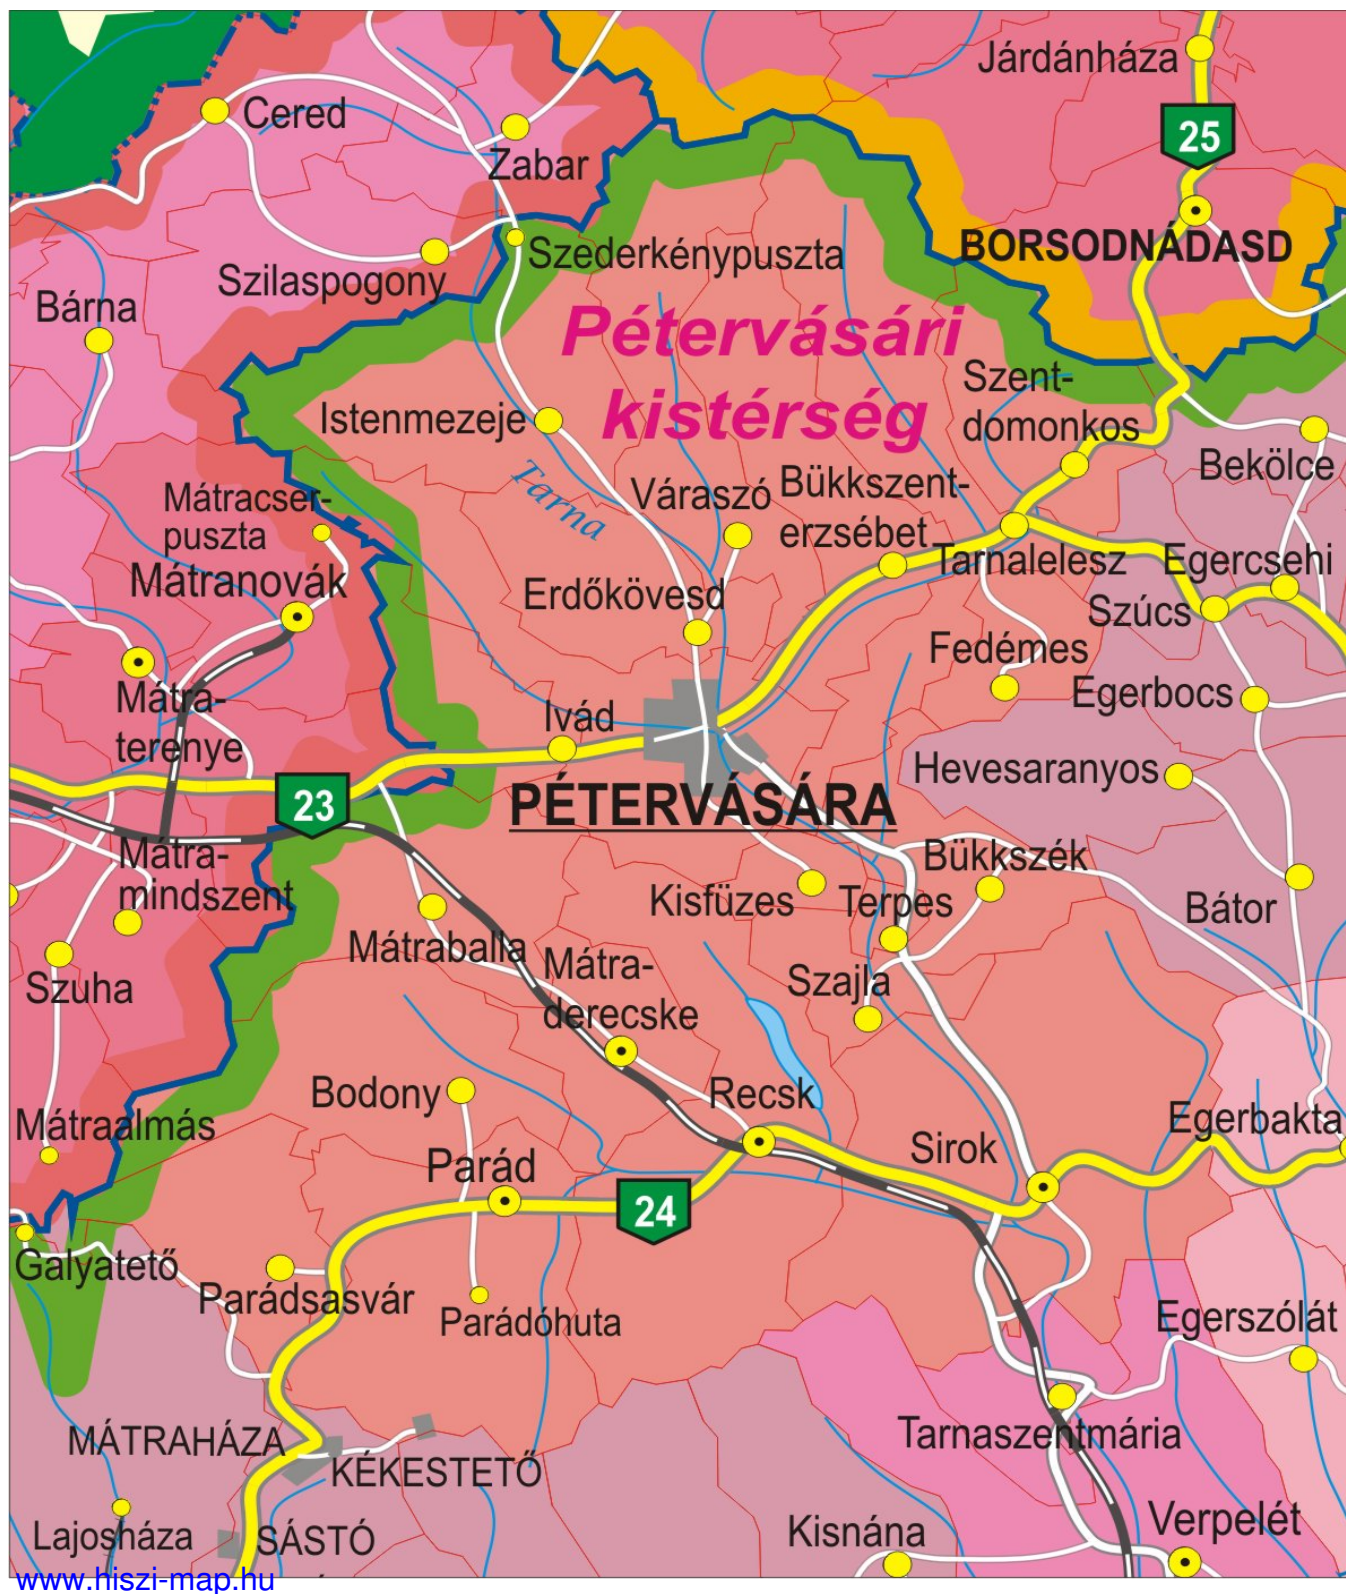 Járdánháza
Cered
25
Zabar
BORSODNÁDASD
Szederkénypuszta
Szilaspogony
Bárna
Pétervásári
kistérség
Szent-
domonkos
Istenmezeje
Bekölce
Tarna
Váraszó
Bükkszent-
erzsébet
Mátracser-
puszta
Mátranovák
Tarnalelesz
Egercsehi
Erdőkövesd
Szúcs
Fedémes
Egerbocs
Mátra-
terenye
Ivád
Hevesaranyos
23
PÉTERVÁSÁRA
Mátra-
mindszent
Bükkszék
Kisfüzes
Terpes
Bátor
Mátraballa
Mátra-
derecske
Szajla
Szuha
Bodony
Recsk
Mátraalmás
Egerbakta
Parád
Sirok
24
Galyatető
Parádsasvár
Parádóhuta
Egerszólát
MÁTRAHÁZA
KÉKESTETŐ
Tarnaszentmária
Lajosháza
SÁSTÓ
Kisnána
Verpelét
www.hiszi-map.hu